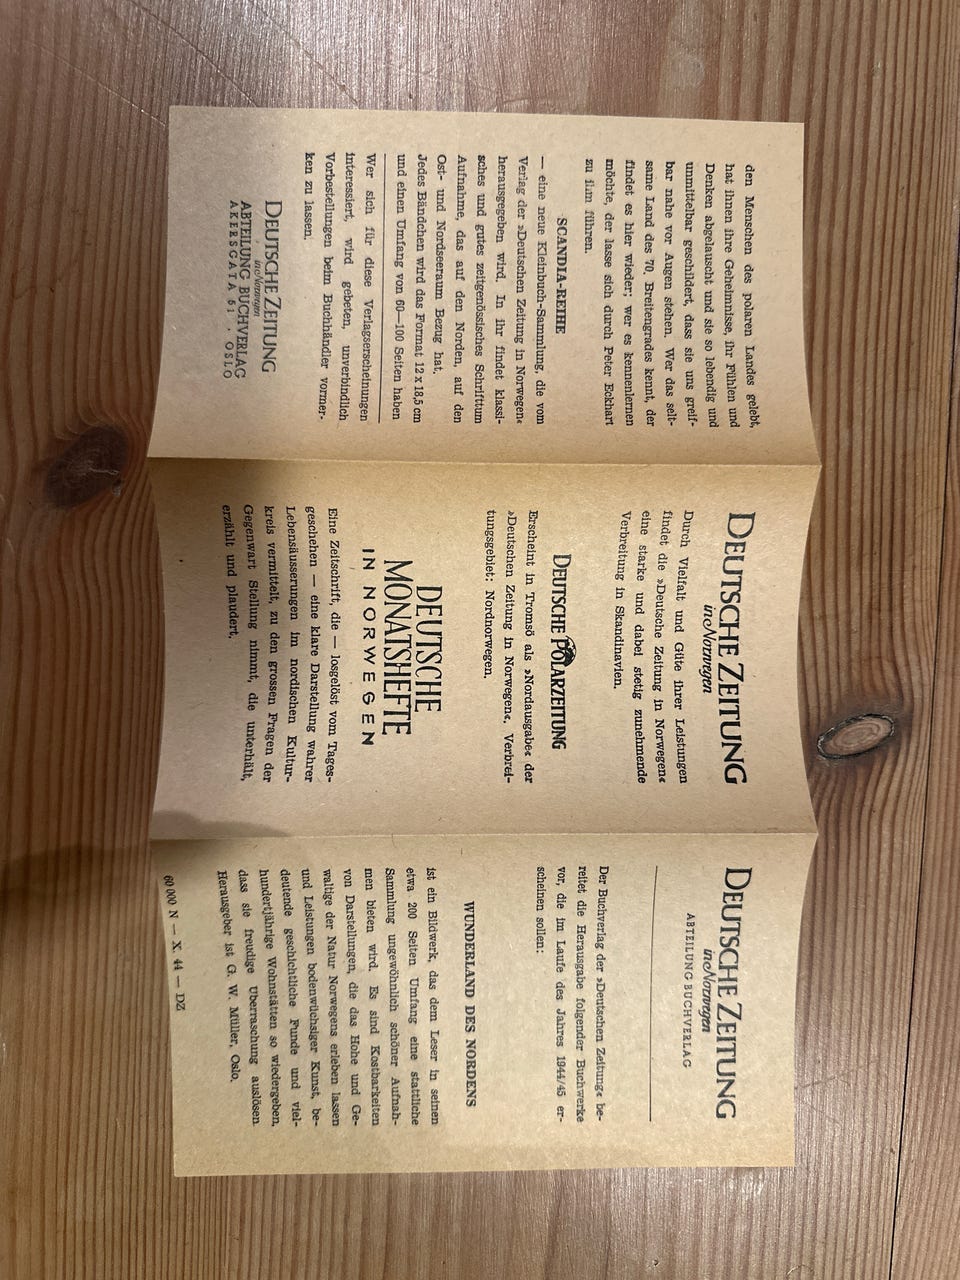 den Menschen des polaren Landes gelebt,
hat ihnen ihre Geheimnisse, ihr Fühlen und
Denken abgelauscht und sie so lebendig und
unmittelbar geschildert, dass sie uns greif-
bar nahe vor Augen stehen. Wer das selt-
same Land des 70. Breitengrades kennt, der
findet es hier wieder; wer es kennenlernen
möchte, der lasse sich durch Peter Eckhart
zu ihm führen.
SCANDIA-REIHE
— eine neue Kleinbuch-Sammlung, die vom
Verlag der »Deutschen Zeitung in Norwegen«
herausgegeben wird. In ihr findet klassi-
sches und gutes zeitgenössisches Schrifttum
Aufnahme, das auf den Norden, auf den
Ost- und Nordseeraum Bezug hat.
Jedes Bändchen wird das Format 12 x 18,5 cm
und einen Umfang von 60—100 Seiten haben
Wer sich für diese Verlagserscheinungen
interessiert, wird gebeten, unverbindlich
Vorbestellungen beim Buchhändler vormer-
ken zu lassen.
DEUTSCHE ZEITUNG
in Norwegen
ABTEILUNG BUCHVERLAG
AKERSGATA 51 . OSLO
DEUTSCHE ZEITUNG
in Norwegen
Durch Vielfalt und Güte ihrer Leistungen
findet die »Deutsche Zeitung in Norwegen«
eine starke und dabei stetig zunehmende
Verbreitung in Skandinavien.
DEUTSCHE POLARZEITUNG
Erscheint in Tromsö als »Nordausgabe« der
»Deutschen Zeitung in Norwegen«. Verbrei-
tungsgebiet: Nordnorwegen.
DEUTSCHE
MONATSHEFTE
IN NORWEGEN
Eine Zeitschrift, die — losgelöst vom Tages-
geschehen — eine klare Darstellung wahrer
Lebensäusserungen im nordischen Kultur-
kreis vermittelt, zu den grossen Fragen der
Gegenwart Stellung nimmt, die unterhält,
erzählt und plaudert.
DEUTSCHE ZEITUNG
in Norwegen
ABTEILUNG BUCHVERLAG
Der Buchverlag der »Deutschen Zeitung« be-
reitet die Herausgabe folgender Buchwerke
vor, die im Laufe des Jahres 1944/45 er-
scheinen sollen:
WUNDERLAND DES NORDENS
ist ein Bildwerk, das dem Leser in seinen
etwa 200 Seiten Umfang eine stattliche
Sammlung ungewöhnlich schöner Aufnah-
men bieten wird. Es sind Kostbarkeiten
von Darstellungen, die das Hohe und Ge-
waltige der Natur Norwegens erleben lassen
und Leistungen bodenwüchsiger Kunst, be-
deutende geschichtliche Funde und viel-
hundertjährige Wohnstätten so wiedergeben,
dass sie freudige Überraschung auslösen
Herausgeber ist G. W. Müller, Oslo.
60 000 N — X. 44 — DZ